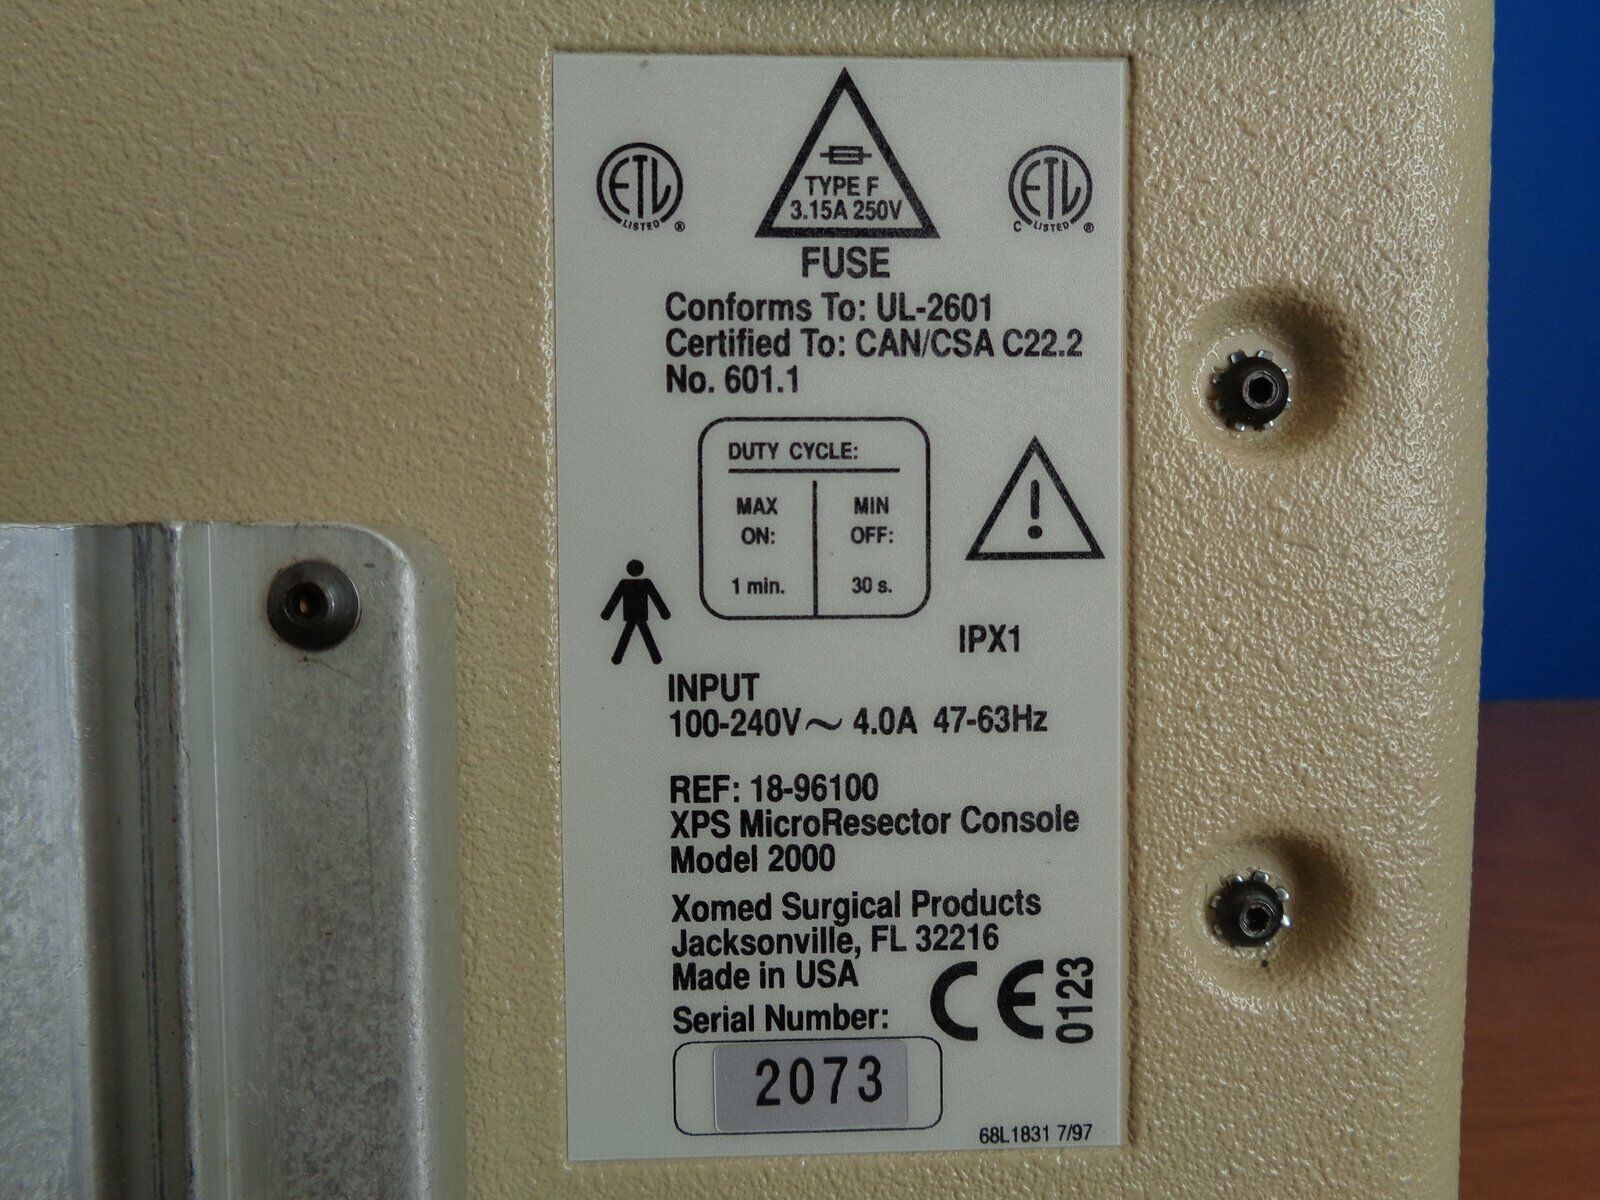 ETL
LISTED ®
TYPE F
3.15A 250V
ETL
C LISTED ®
FUSE
Conforms To: UL-2601
Certified To: CAN/CSA C22.2
No. 601.1
DUTY CYCLE:
MAX
ON:
1 min.
MIN
OFF:
30 s.
IPX1
INPUT
100-240V～ 4.0A 47-63Hz
REF: 18-96100
XPS MicroResector Console
Model 2000
Xomed Surgical Products
Jacksonville, FL 32216
Made in USA
CE 0123
Serial Number:
2073
68L1831 7/97